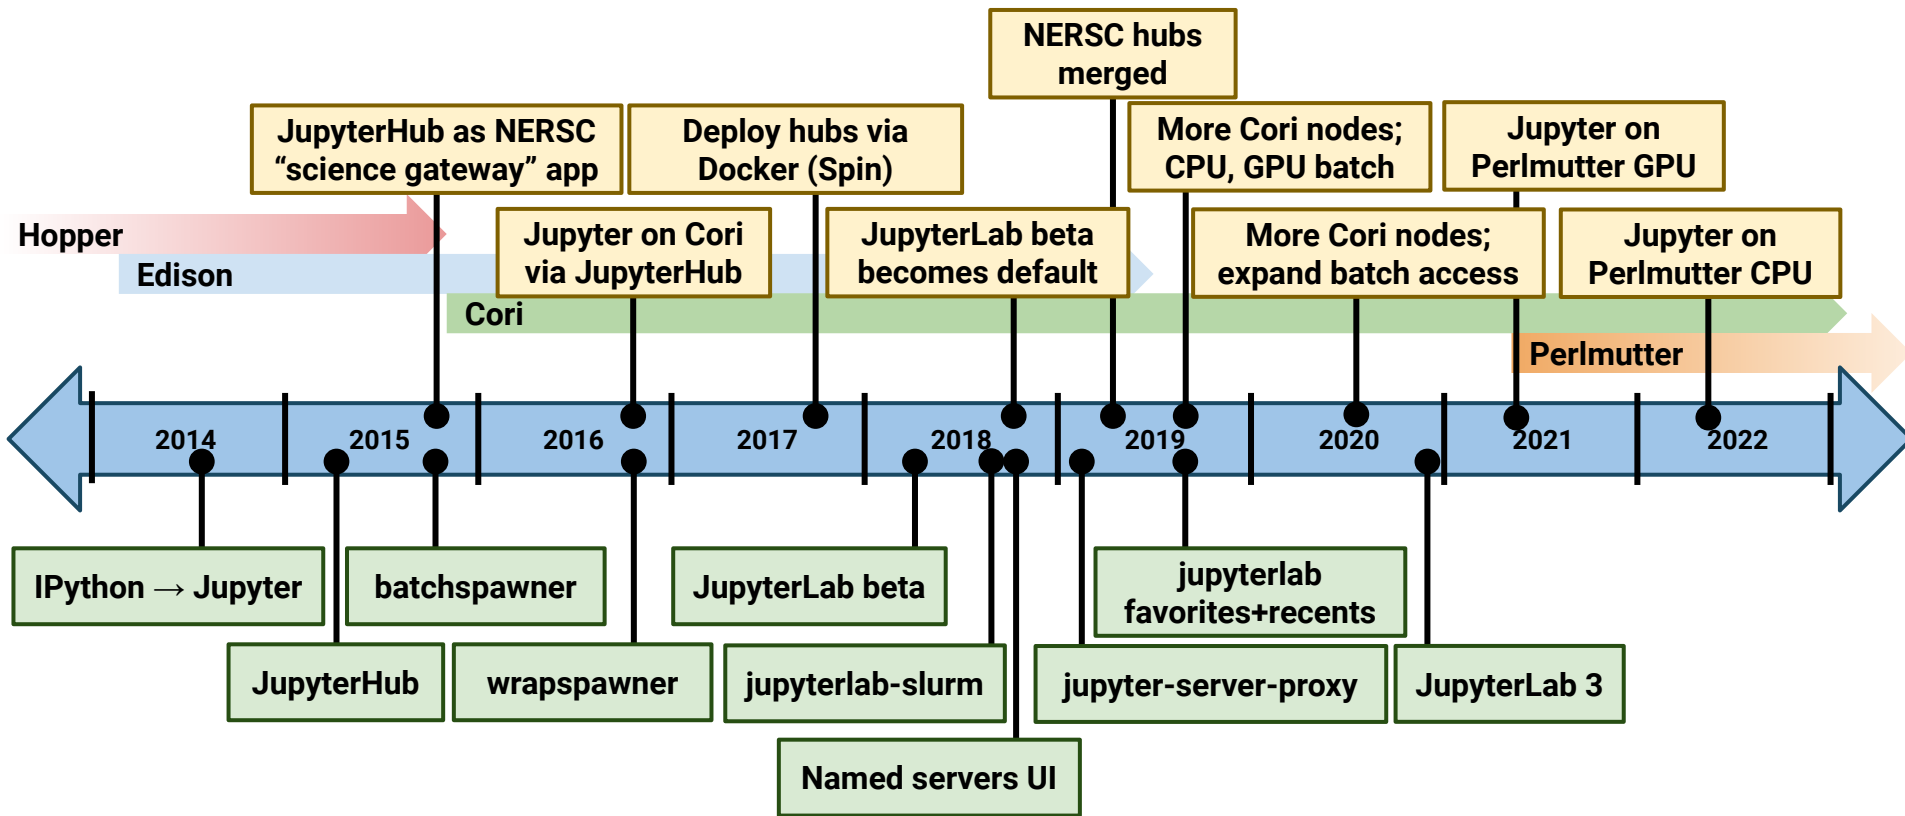 NERSC hubs
merged
JupyterHub as NERSC
“science gateway” app
Deploy hubs via
Docker (Spin)
More Cori nodes;
CPU, GPU batch
Jupyter on
Perlmutter GPU
Hopper
Jupyter on Cori
via JupyterHub
JupyterLab beta
becomes default
More Cori nodes;
expand batch access
Jupyter on
Perlmutter CPU
Edison
Cori
Perlmutter
2014
2015
2016
2017
2018
2019
2020
2021
2022
IPython → Jupyter
batchspawner
JupyterLab beta
jupyterlab
favorites+recents
JupyterHub
wrapspawner
jupyterlab-slurm
jupyter-server-proxy
JupyterLab 3
Named servers UI